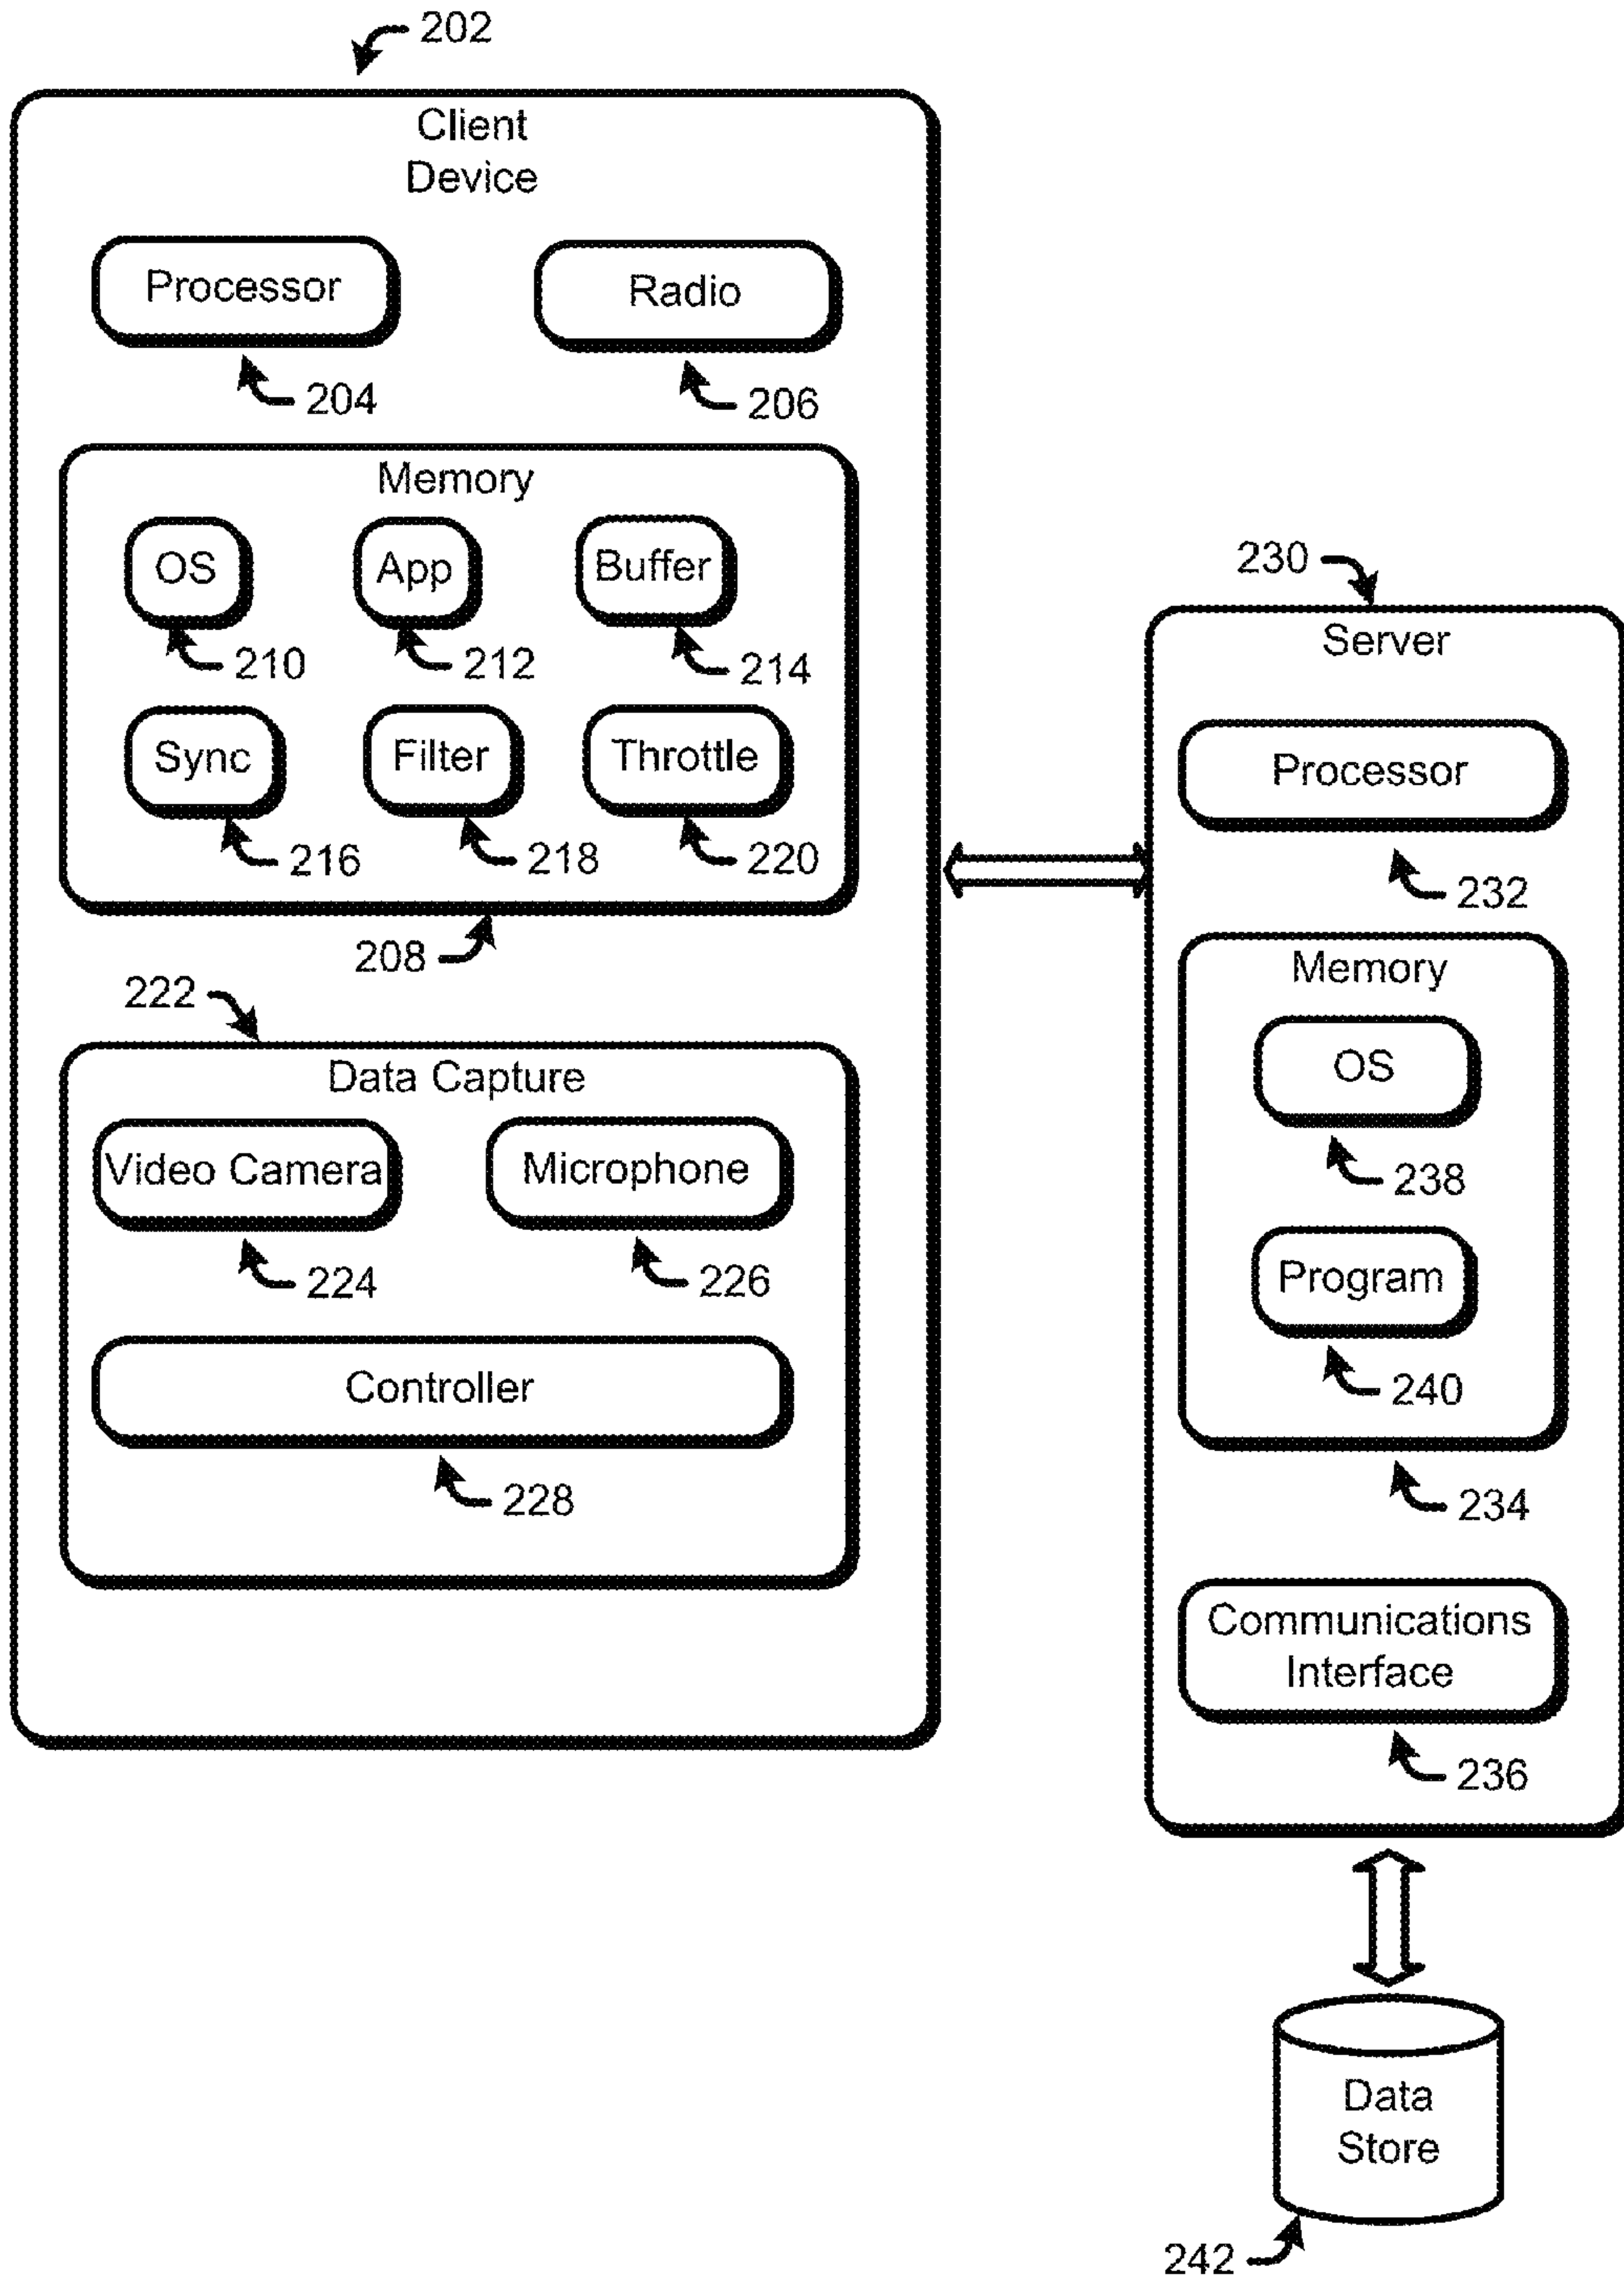 202
Client
Device
Processor
Radio
204
206
Memory
OS
App
Buffer
210
212
214
Sync
Filter
Throttle
216
218
220
208
222
Data Capture
Video Camera
Microphone
224
226
Controller
228
230
Server
Processor
232
Memory
OS
238
Program
240
234
Communications
Interface
236
Data
Store
242